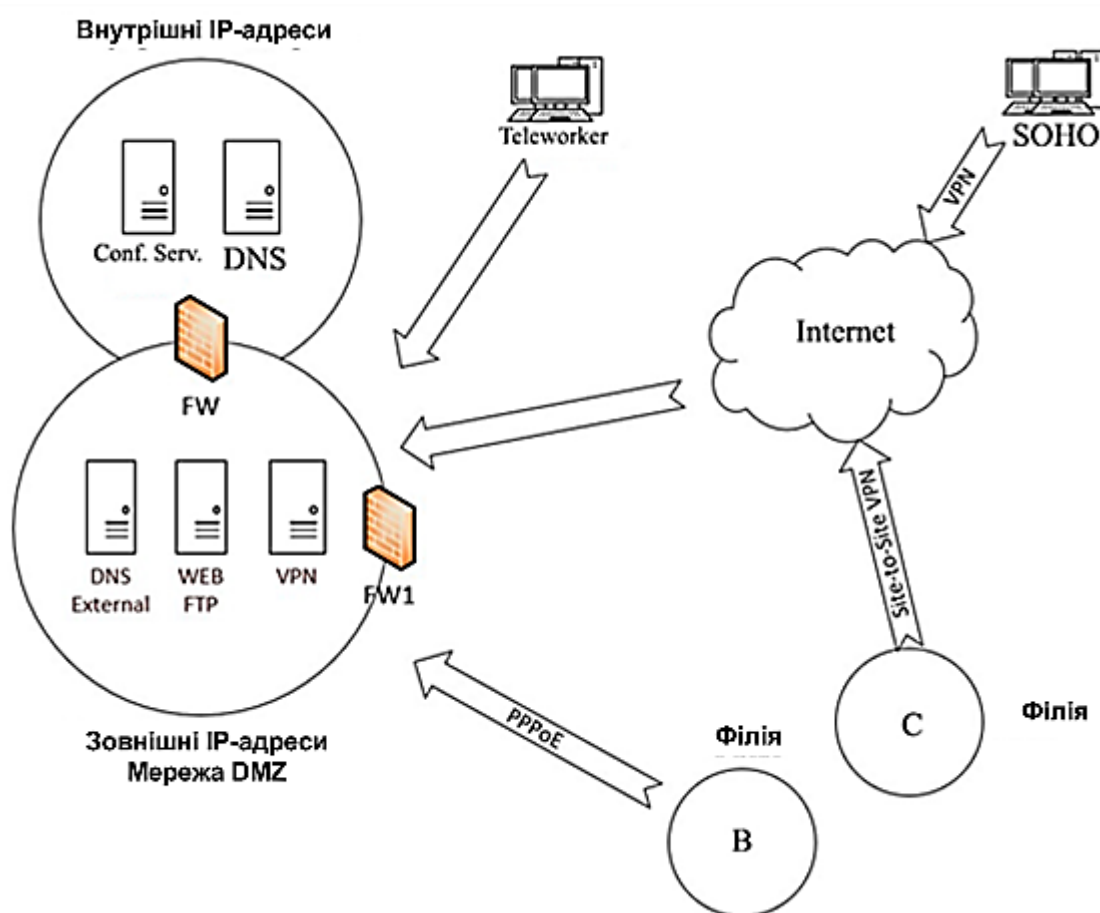 Внутрішні IP-адреси
Teleworker
SOHO
VPN
Conf. Serv.
DNS
Internet
FW
DNS
External
WEB
FTP
VPN
FW1
Site-to-Site VPN
PPPoE
Зовнішні IP-адреси
Мережа DMZ
Філія
B
C
Філія